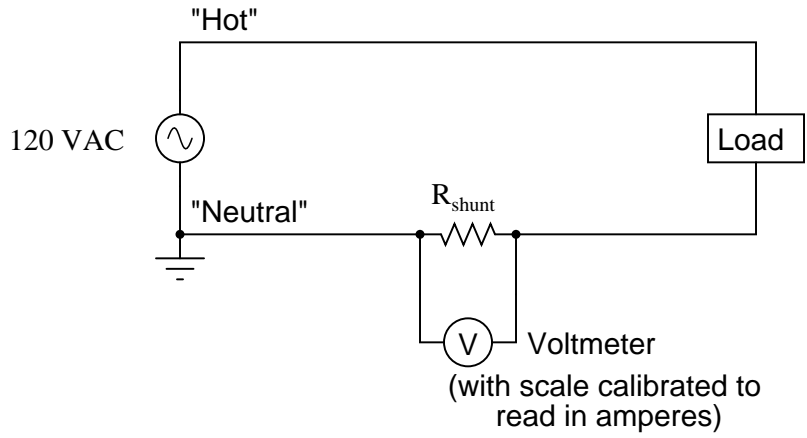 "Hot"
120 VAC
Load
"Neutral"
Rshunt
V
Voltmeter
(with scale calibrated to
read in amperes)